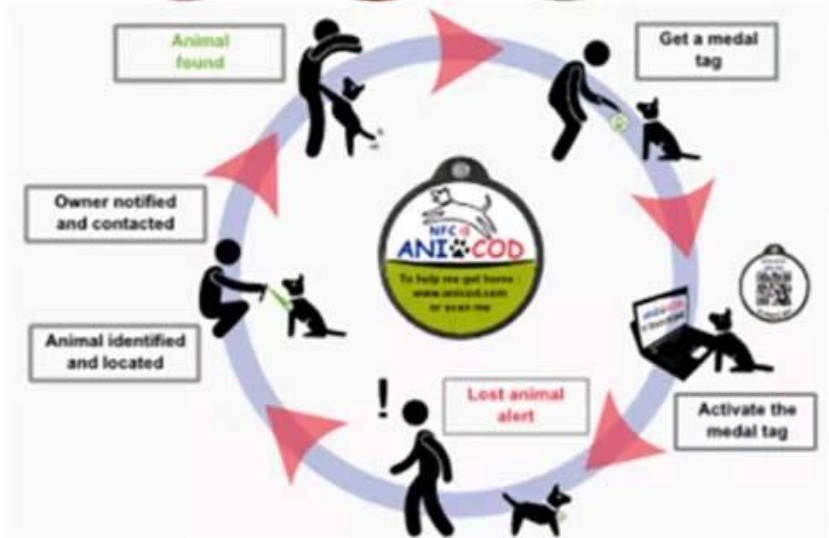 Animal
found
Get a medal
tag
Owner notified
and contacted
NFC
ANI COD
To help me get home :
www.anicod.com
or scan me
Animal identified
and located
!
Lost animal
alert
Activate the
medal tag